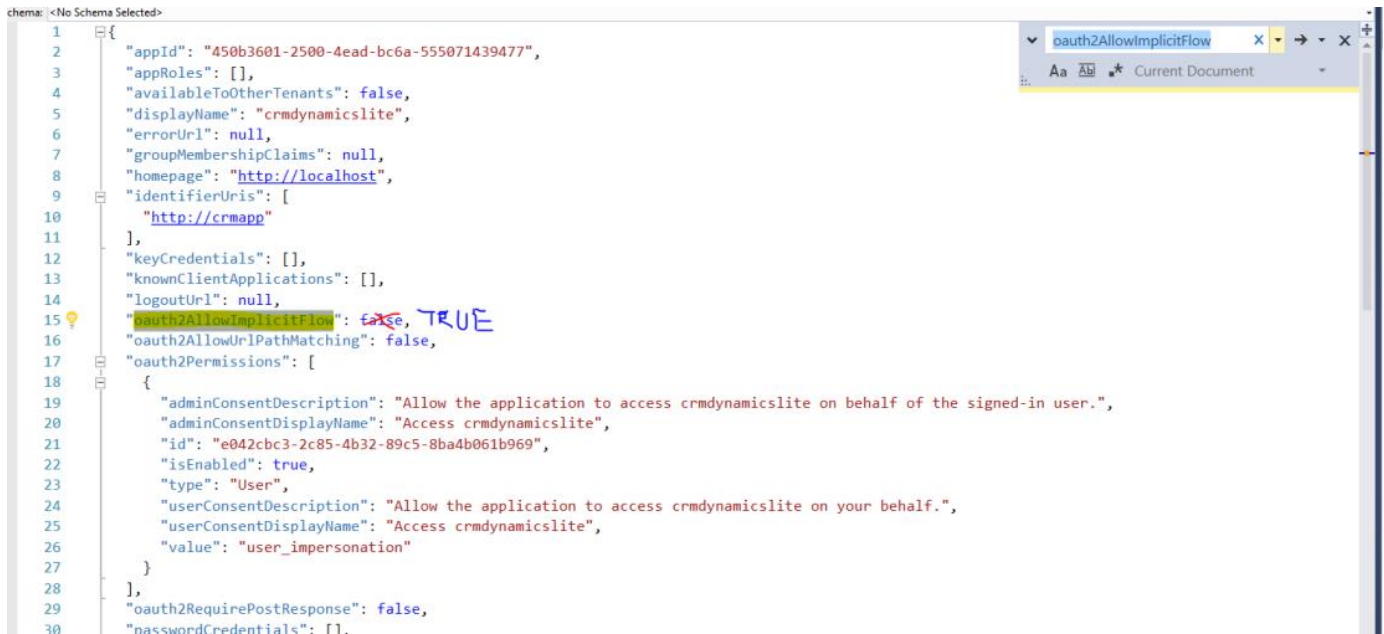 chema: <No Schema Selected>
oauth2AllowImplicitFlow
Aa Abl .* Current Document
1 {
2 "appId": "450b3601-2500-4ead-bc6a-555071439477",
3 "appRoles": [],
4 "availableToOtherTenants": false,
5 "displayName": "crmdynamicslite",
6 "errorUrl": null,
7 "groupMembershipClaims": null,
8 "homepage": "http://localhost",
9 "identifierUris": [
10 "http://crmapp"
11 ],
12 "keyCredentials": [],
13 "knownClientApplications": [],
14 "logoutUrl": null,
15 "oauth2AllowImplicitFlow": false, TRUE
16 "oauth2AllowUrlPathMatching": false,
17 "oauth2Permissions": [
18 {
19 "adminConsentDescription": "Allow the application to access crmdynamicslite on behalf of the signed-in user.",
20 "adminConsentDisplayName": "Access crmdynamicslite",
21 "id": "e042cbc3-2c85-4b32-89c5-8ba4b061b969",
22 "isEnabled": true,
23 "type": "User",
24 "userConsentDescription": "Allow the application to access crmdynamicslite on your behalf.",
25 "userConsentDisplayName": "Access crmdynamicslite",
26 "value": "user_impersonation"
27 }
28 ],
29 "oauth2RequirePostResponse": false,
30 "passwordCredentials": [],